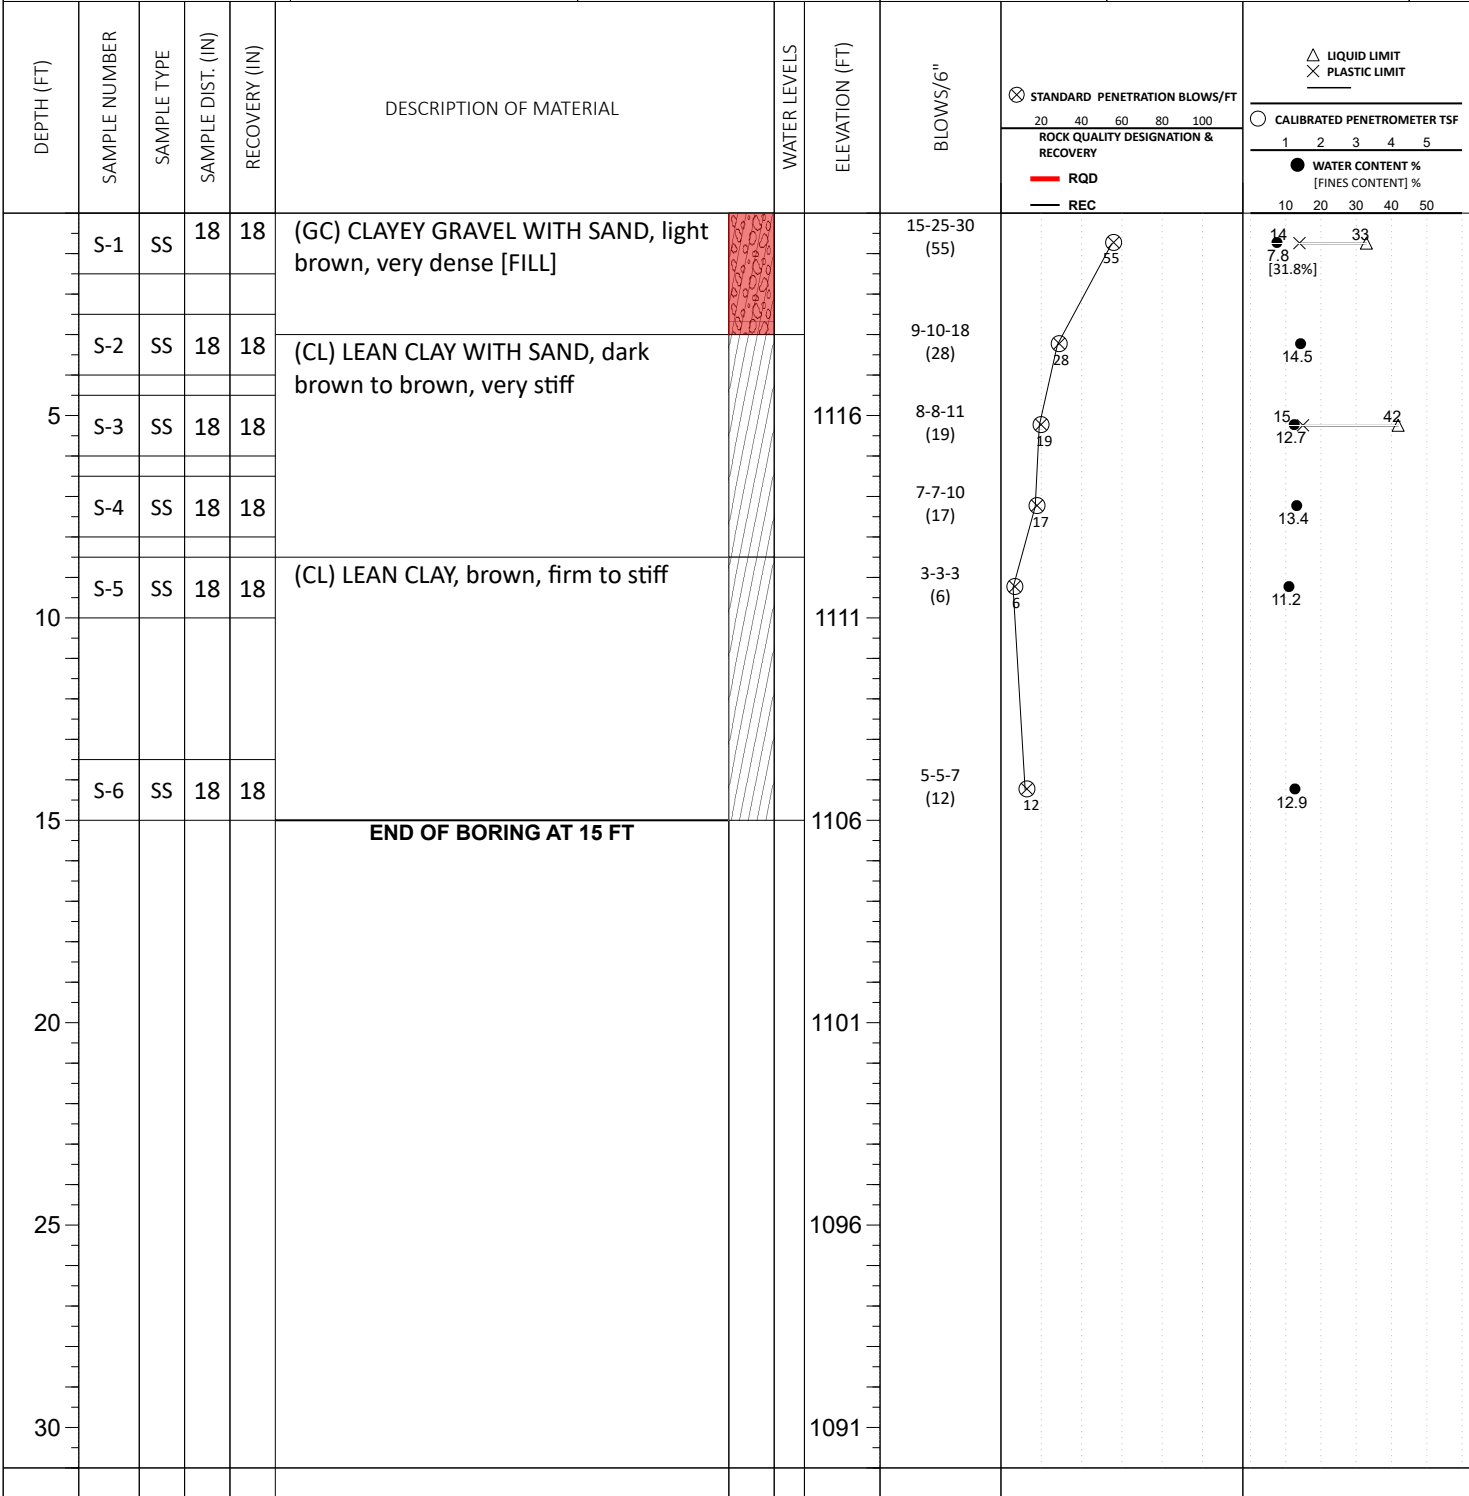 DEPTH (FT)
SAMPLE NUMBER
SAMPLE TYPE
SAMPLE DIST. (IN)
RECOVERY (IN)
DESCRIPTION OF MATERIAL
WATER LEVELS
ELEVATION (FT)
BLOWS/6"
STANDARD PENETRATION BLOWS/FT
20 40 60 80 100
ROCK QUALITY DESIGNATION &
RECOVERY
RQD
REC
LIQUID LIMIT
PLASTIC LIMIT
CALIBRATED PENETROMETER TSF
1 2 3 4 5
WATER CONTENT %
[FINES CONTENT] %
10 20 30 40 50
S-1 SS 18 18
(GC) CLAYEY GRAVEL WITH SAND, light
brown, very dense [FILL]
15-25-30
(55)
55
14 33
7.8
[31.8%]
S-2 SS 18 18
(CL) LEAN CLAY WITH SAND, dark
brown to brown, very stiff
9-10-18
(28)
28
14.5
5
S-3 SS 18 18
1116
8-8-11
(19)
19
15 42
12.7
S-4 SS 18 18
7-7-10
(17)
17
13.4
S-5 SS 18 18
(CL) LEAN CLAY, brown, firm to stiff
3-3-3
(6)
6
11.2
10
1111
S-6 SS 18 18
5-5-7
(12)
12
12.9
15
END OF BORING AT 15 FT
1106
20
1101
25
1096
30
1091